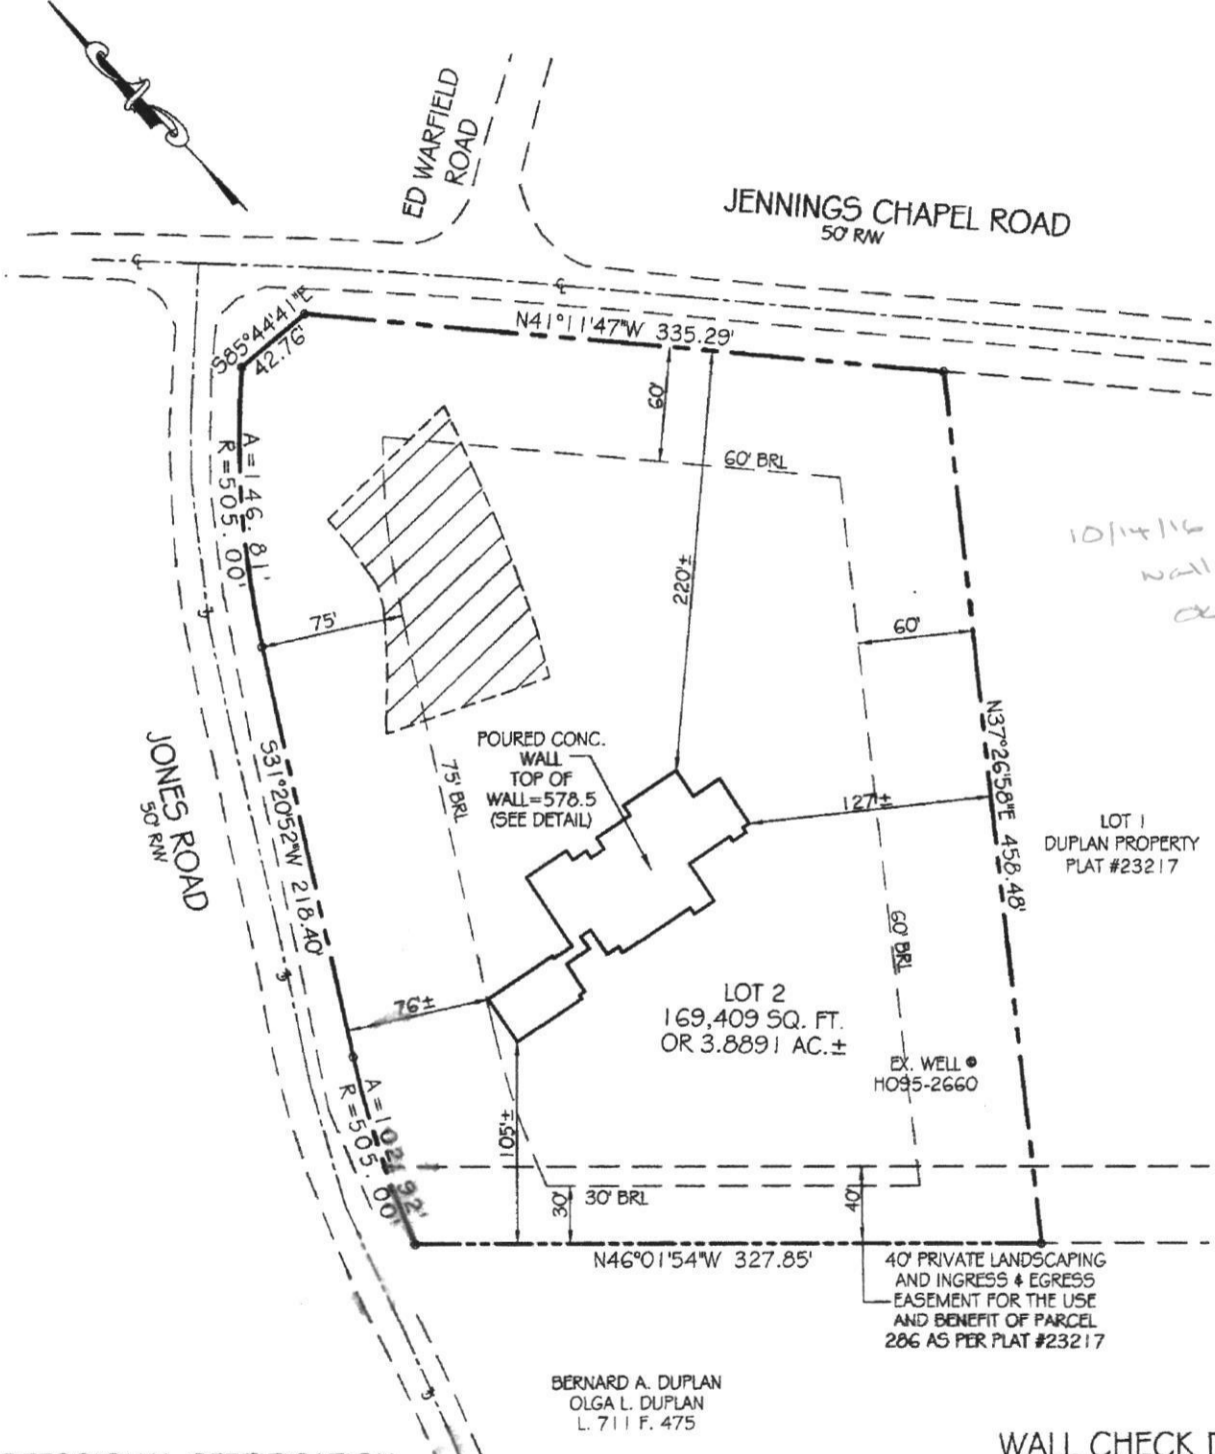 ED WARFIELD
ROAD
JENNINGS CHAPEL ROAD
50' R/W
S85°44'41"E
42.76'
N41°11'47"W 335.29'
60'
60' BRL
A=146.81'
R=505.00'
10/14/16
Wall
ok
220'±
75'
60'
N37°26'58"E 458.48'
JONES ROAD
50' R/W
S31°20'52"W 218.40'
75' BRL
POURED CONC.
WALL
TOP OF
WALL=578.5
(SEE DETAIL)
127'±
LOT 1
DUPLAN PROPERTY
PLAT #23217
60' BRL
76'±
LOT 2
169,409 SQ. FT.
OR 3.8891 AC.±
EX. WELL
HO95-2660
A=102.92'
R=505.00'
105'±
30'
30' BRL
40'
N46°01'54"W 327.85'
40' PRIVATE LANDSCAPING
AND INGRESS & EGRESS
EASEMENT FOR THE USE
AND BENEFIT OF PARCEL
286 AS PER PLAT #23217
BERNARD A. DUPLAN
OLGA L. DUPLAN
L. 711 F. 475
WALL CHECK